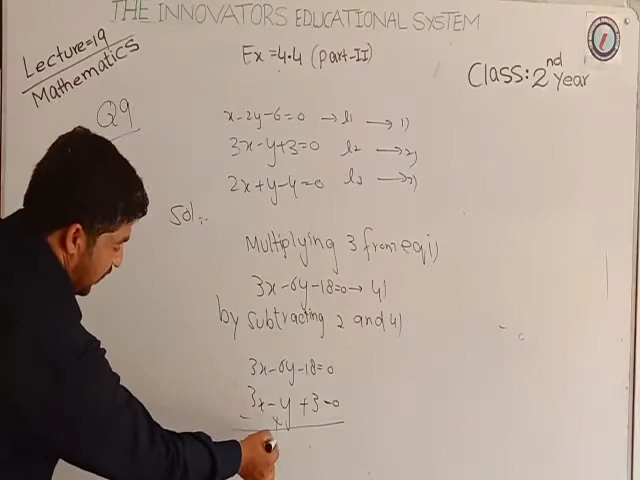 THE INNOVATORS EDUCATIONAL SYSTEM
Lecture=19
Mathematics
Ex=4.4 (Part-II)
Class: 2nd year
Q9
x-2y-6=0 → l1 → 1)
3x-y+3=0 l2 → 2)
2x+y-4=0 l3 → 3)
Sol:-
Multiplying 3 from eq 1)
3x-6y-18=0 → 4)
by subtracting 2 and 4)
3x-6y-18=0
3x-y+3=0
- +